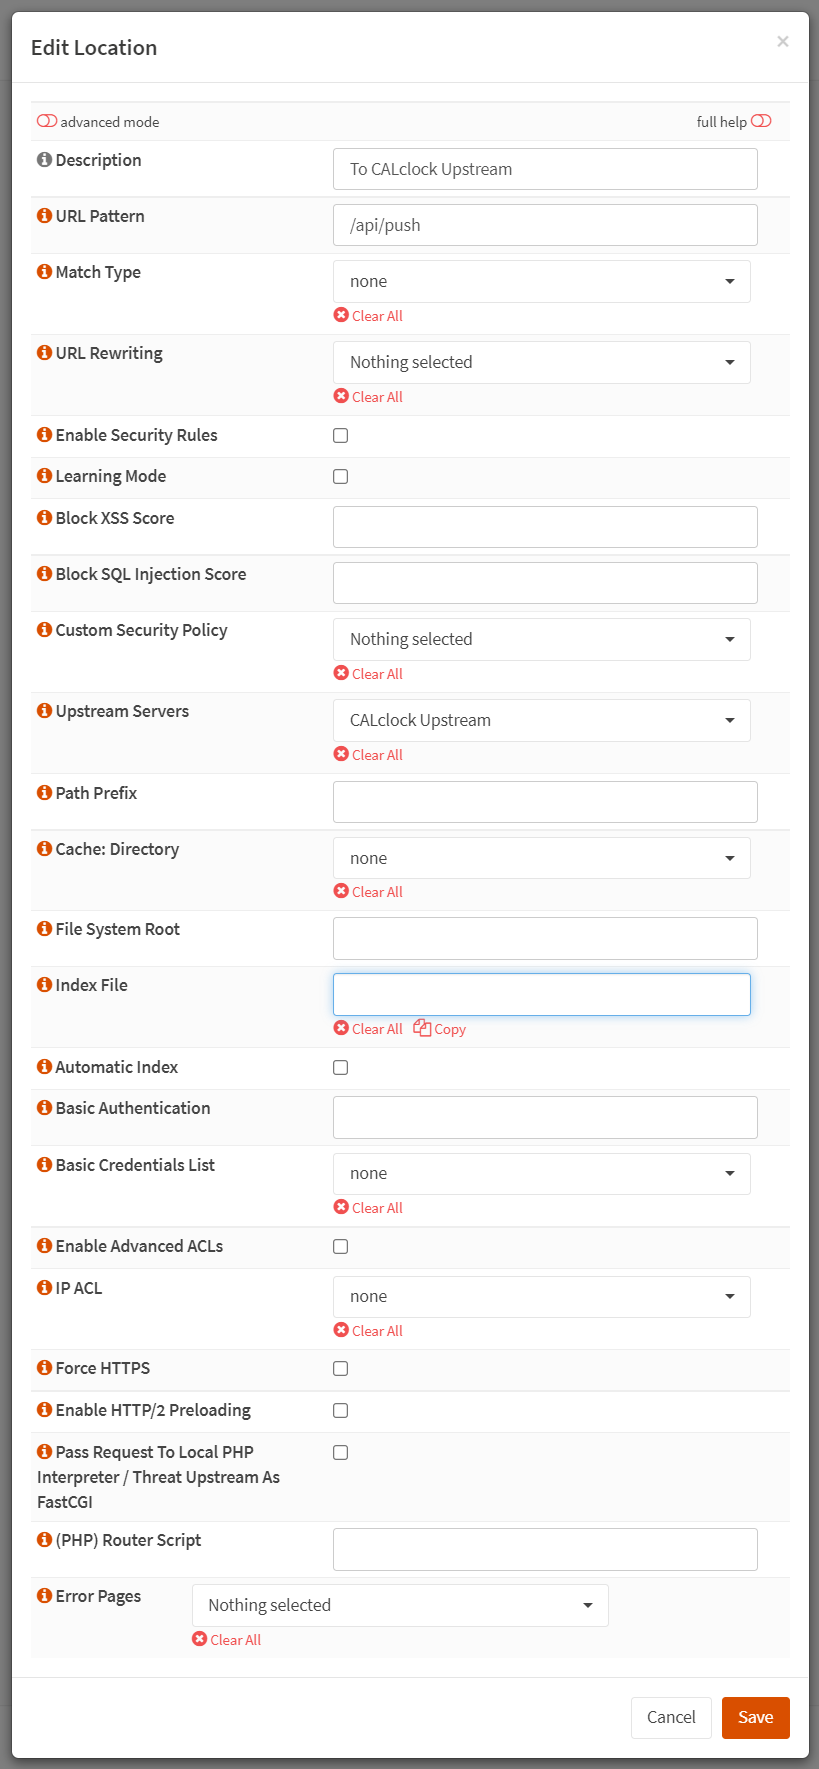 Edit Location
×
advanced mode
full help
Description
To CALclock Upstream
URL Pattern
/api/push
Match Type
none
Clear All
URL Rewriting
Nothing selected
Clear All
Enable Security Rules
Learning Mode
Block XSS Score
Block SQL Injection Score
Custom Security Policy
Nothing selected
Clear All
Upstream Servers
CALclock Upstream
Clear All
Path Prefix
Cache: Directory
none
Clear All
File System Root
Index File
Clear All Copy
Automatic Index
Basic Authentication
Basic Credentials List
none
Clear All
Enable Advanced ACLs
IP ACL
none
Clear All
Force HTTPS
Enable HTTP/2 Preloading
Pass Request To Local PHP
Interpreter / Threat Upstream As
FastCGI
(PHP) Router Script
Error Pages
Nothing selected
Clear All
Cancel
Save